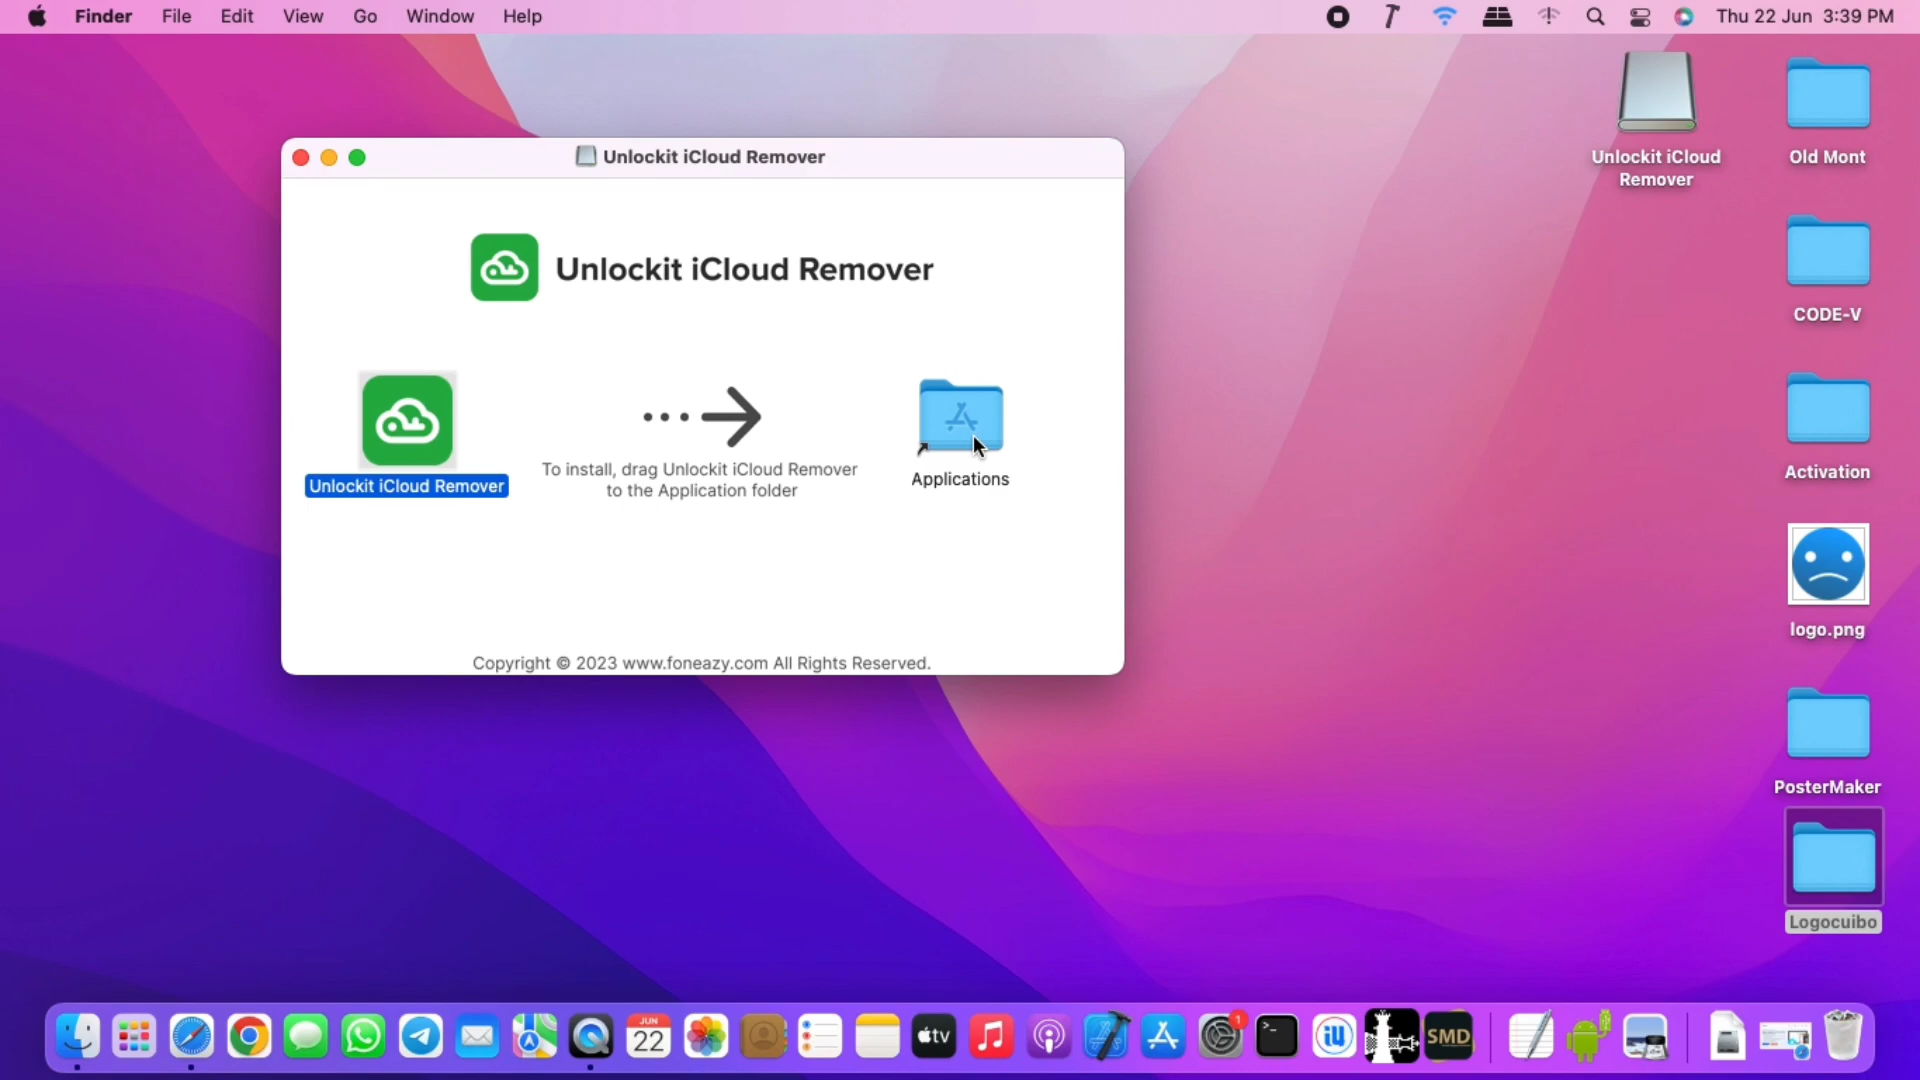 Finder File Edit View Go Window Help
Thu 22 Jun 3:39 PM
Unlockit iCloud Remover
Unlockit iCloud Remover
Unlockit iCloud Remover
To install, drag Unlockit iCloud Remover
to the Application folder
Applications
Copyright © 2023 www.foneazy.com All Rights Reserved.
Unlockit iCloud
Remover
Old Mont
CODE-V
Activation
logo.png
PosterMaker
Logocuibo
JUN
22
tv
1
>_
iU
SMD